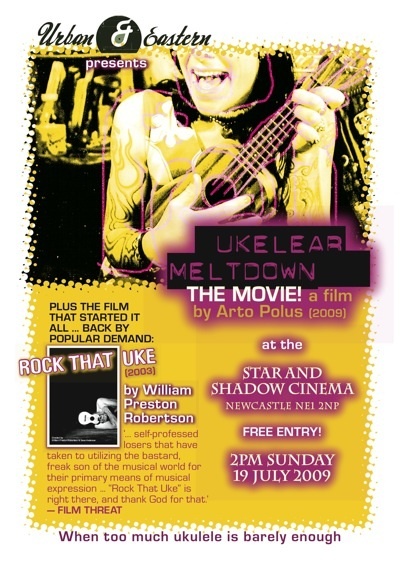 Urban & Eastern
presents
UKELEAR
MELTDOWN
THE MOVIE! a film
by Arto Polus (2009)
PLUS THE FILM
THAT STARTED IT
ALL ... BACK BY
POPULAR DEMAND:
ROCK THAT UKE
(2003)
by William
Preston
Robertson
'... self-professed
losers that have
taken to utilizing the bastard,
freak son of the musical world for
their primary means of musical
expression ... "Rock That Uke" is
right there, and thank God for that.'
— FILM THREAT
at the
STAR AND
SHADOW CINEMA
NEWCASTLE NE1 2NP
FREE ENTRY!
2PM SUNDAY
19 JULY 2009
When too much ukulele is barely enough